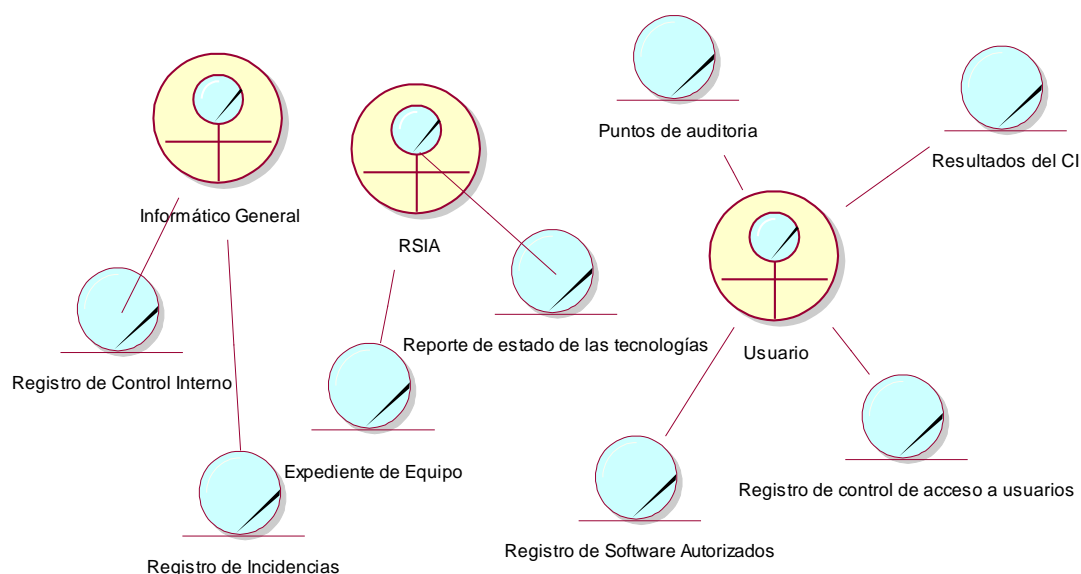 Puntos de auditoria
Resultados del CI
Informático General
RSIA
Reporte de estado de las tecnologías
Usuario
Registro de Control Interno
Expediente de Equipo
Registro de control de acceso a usuarios
Registro de Software Autorizados
Registro de Incidencias